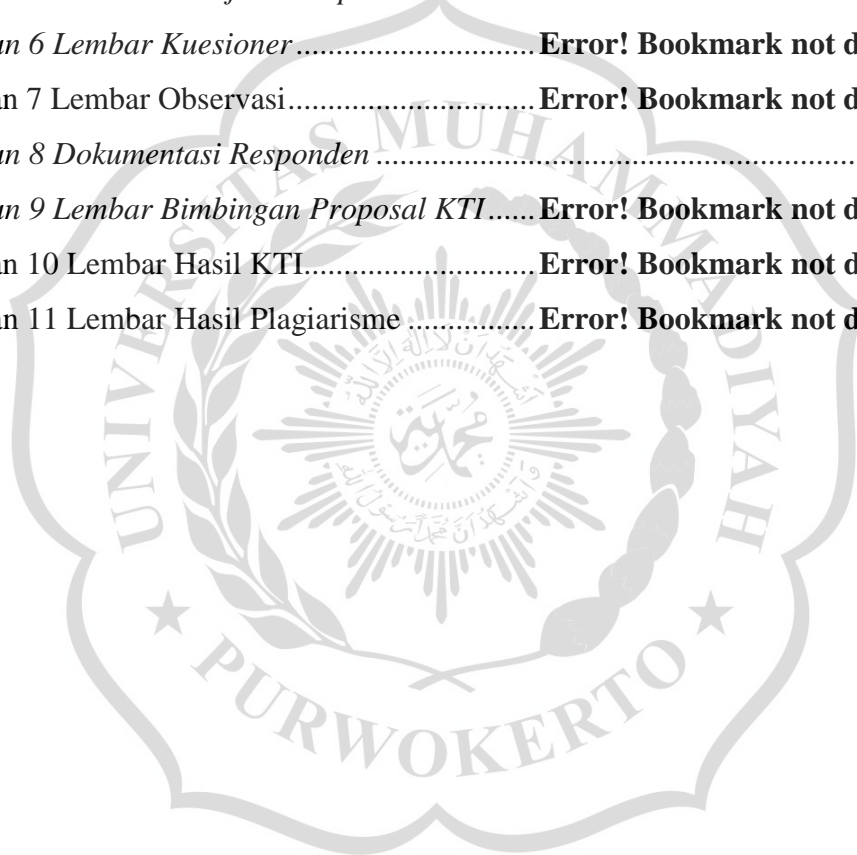 an 6 Lembar Kuesioner................................Error! Bookmark not d
an 7 Lembar Observasi................................Error! Bookmark not d
an 8 Dokumentasi Responden................................................................
an 9 Lembar Bimbingan Proposal KTI......Error! Bookmark not d
an 10 Lembar Hasil KTI................................Error! Bookmark not d
an 11 Lembar Hasil Plagiarisme................Error! Bookmark not d
UNIVERSITAS MUHAMMADIYAH
PURWOKERTO